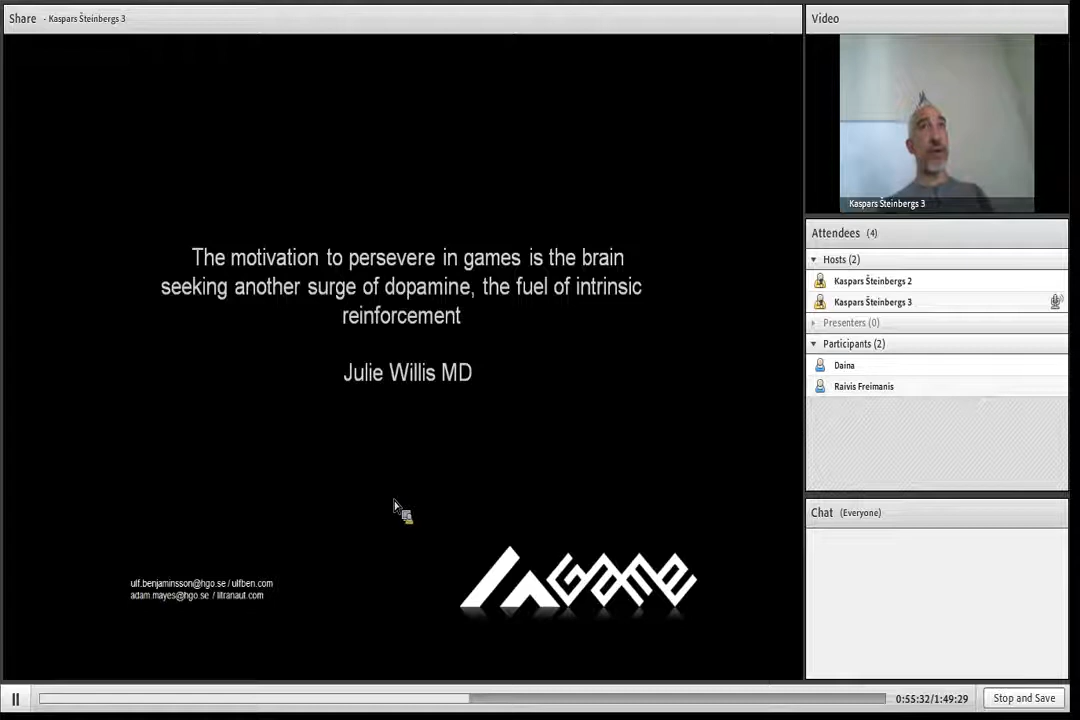 Share - Kaspars Šteinbergs 3
The motivation to persevere in games is the brain
seeking another surge of dopamine, the fuel of intrinsic
reinforcement
Julie Willis MD
ulf.benjaminsson@hgo.se / ulfben.com
adam.mayes@hgo.se / litranaut.com
Game
Video
Kaspars Šteinbergs 3
Attendees (4)
Hosts (2)
Kaspars Šteinbergs 2
Kaspars Šteinbergs 3
Presenters (0)
Participants (2)
Daina
Raivis Freimanis
Chat (Everyone)
0:55:32/1:49:29
Stop and Save